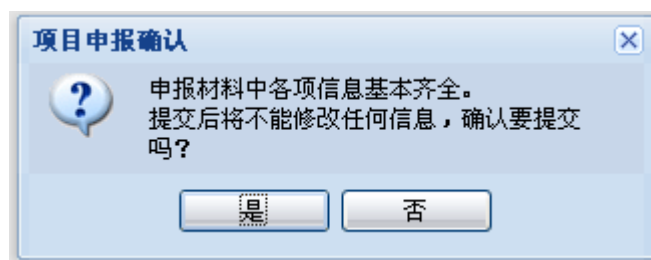 项目申报确认
申报材料中各项信息基本齐全。
提交后将不能修改任何信息，确认要提交
吗？
是
否